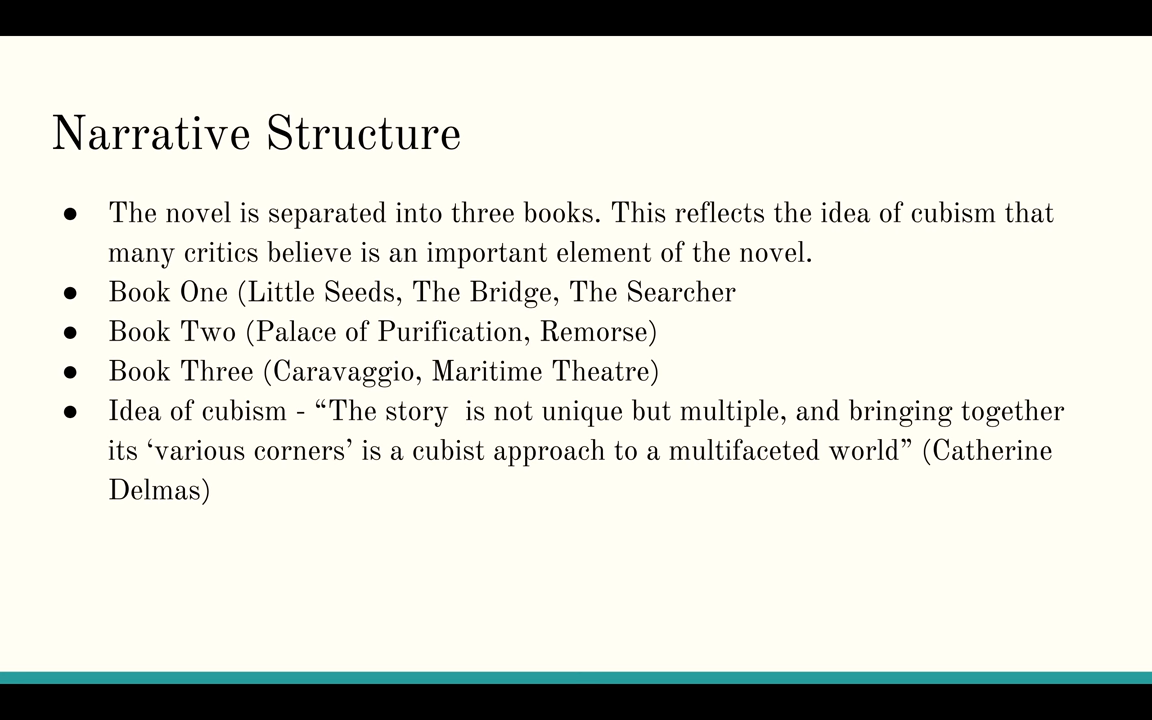 Narrative Structure
● The novel is separated into three books. This reflects the idea of cubism that
many critics believe is an important element of the novel.
● Book One (Little Seeds, The Bridge, The Searcher
● Book Two (Palace of Purification, Remorse)
● Book Three (Caravaggio, Maritime Theatre)
● Idea of cubism - “The story  is not unique but multiple, and bringing together
its ‘various corners’ is a cubist approach to a multifaceted world” (Catherine
Delmas)